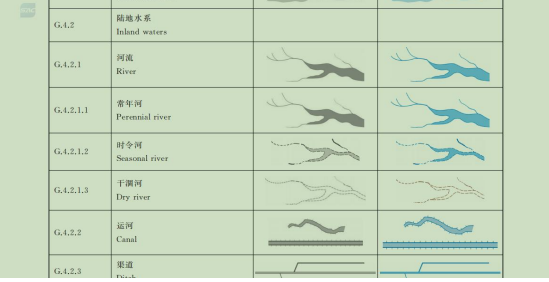 G.4.2
陆地水系
Inland waters
G.4.2.1
河流
River
G.4.2.1.1
常年河
Perennial river
G.4.2.1.2
时令河
Seasonal river
G.4.2.1.3
干涸河
Dry river
G.4.2.2
运河
Canal
G.4.2.3
渠道
Ditch